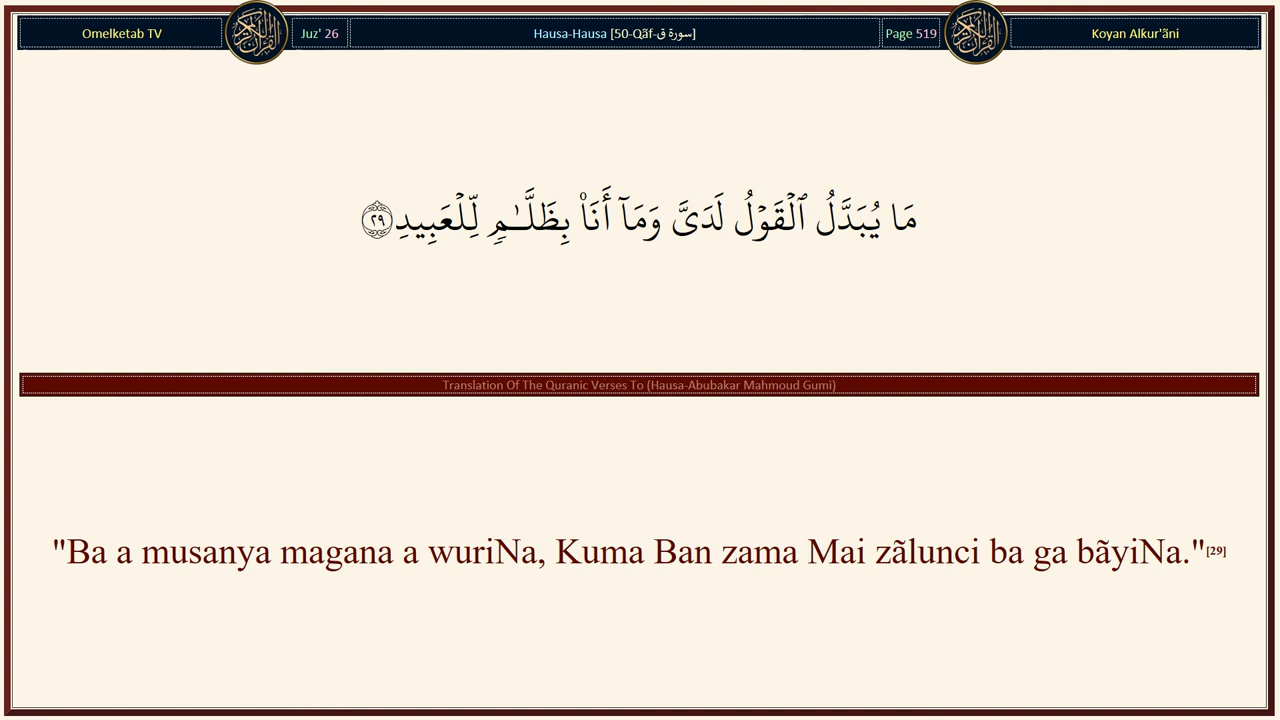 Omelketab TV
Juz' 26
Hausa-Hausa [50-Qãf-سورة ق]
Page 519
Koyan Alƙur'ãni
مَا يُبَدَّلُ ٱلْقَوْلُ لَدَىَّ وَمَآ أَنَا۠ بِظَلَّـٰمٍۢ لِّلْعَبِيدِ ٢٩
Translation Of The Quranic Verses To (Hausa-Abubakar Mahmoud Gumi)
"Ba a musanya magana a wuriNa, Kuma Ban zama Mai zãlunci ba ga bãyiNa."[29]